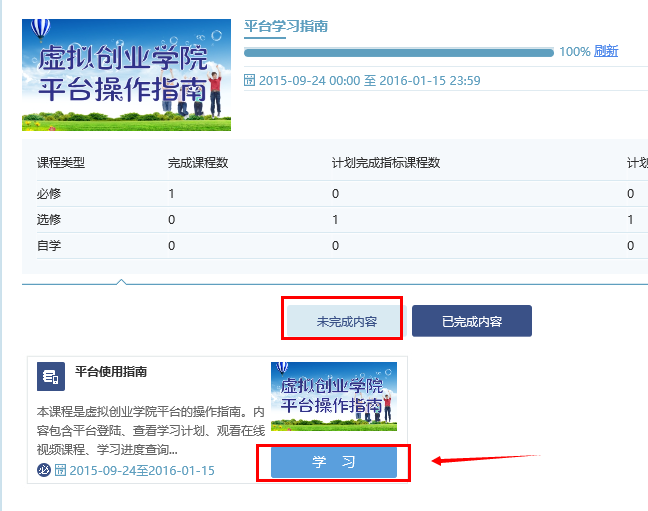 虚拟创业学院
平台操作指南
平台学习指南
100% 刷新
2015-09-24 00:00 至 2016-01-15 23:59
课程类型 完成课程数 计划完成指标课程数 计划
必修 1 0 0
选修 0 1 1
自学 0 0 0
未完成内容 已完成内容
平台使用指南
本课程是虚拟创业学院平台的操作指南。内
容包含平台登陆、查看学习计划、观看在线
视频课程、学习进度查询...
必 2015-09-24至2016-01-15
虚拟创业学院
平台操作指南
学 习